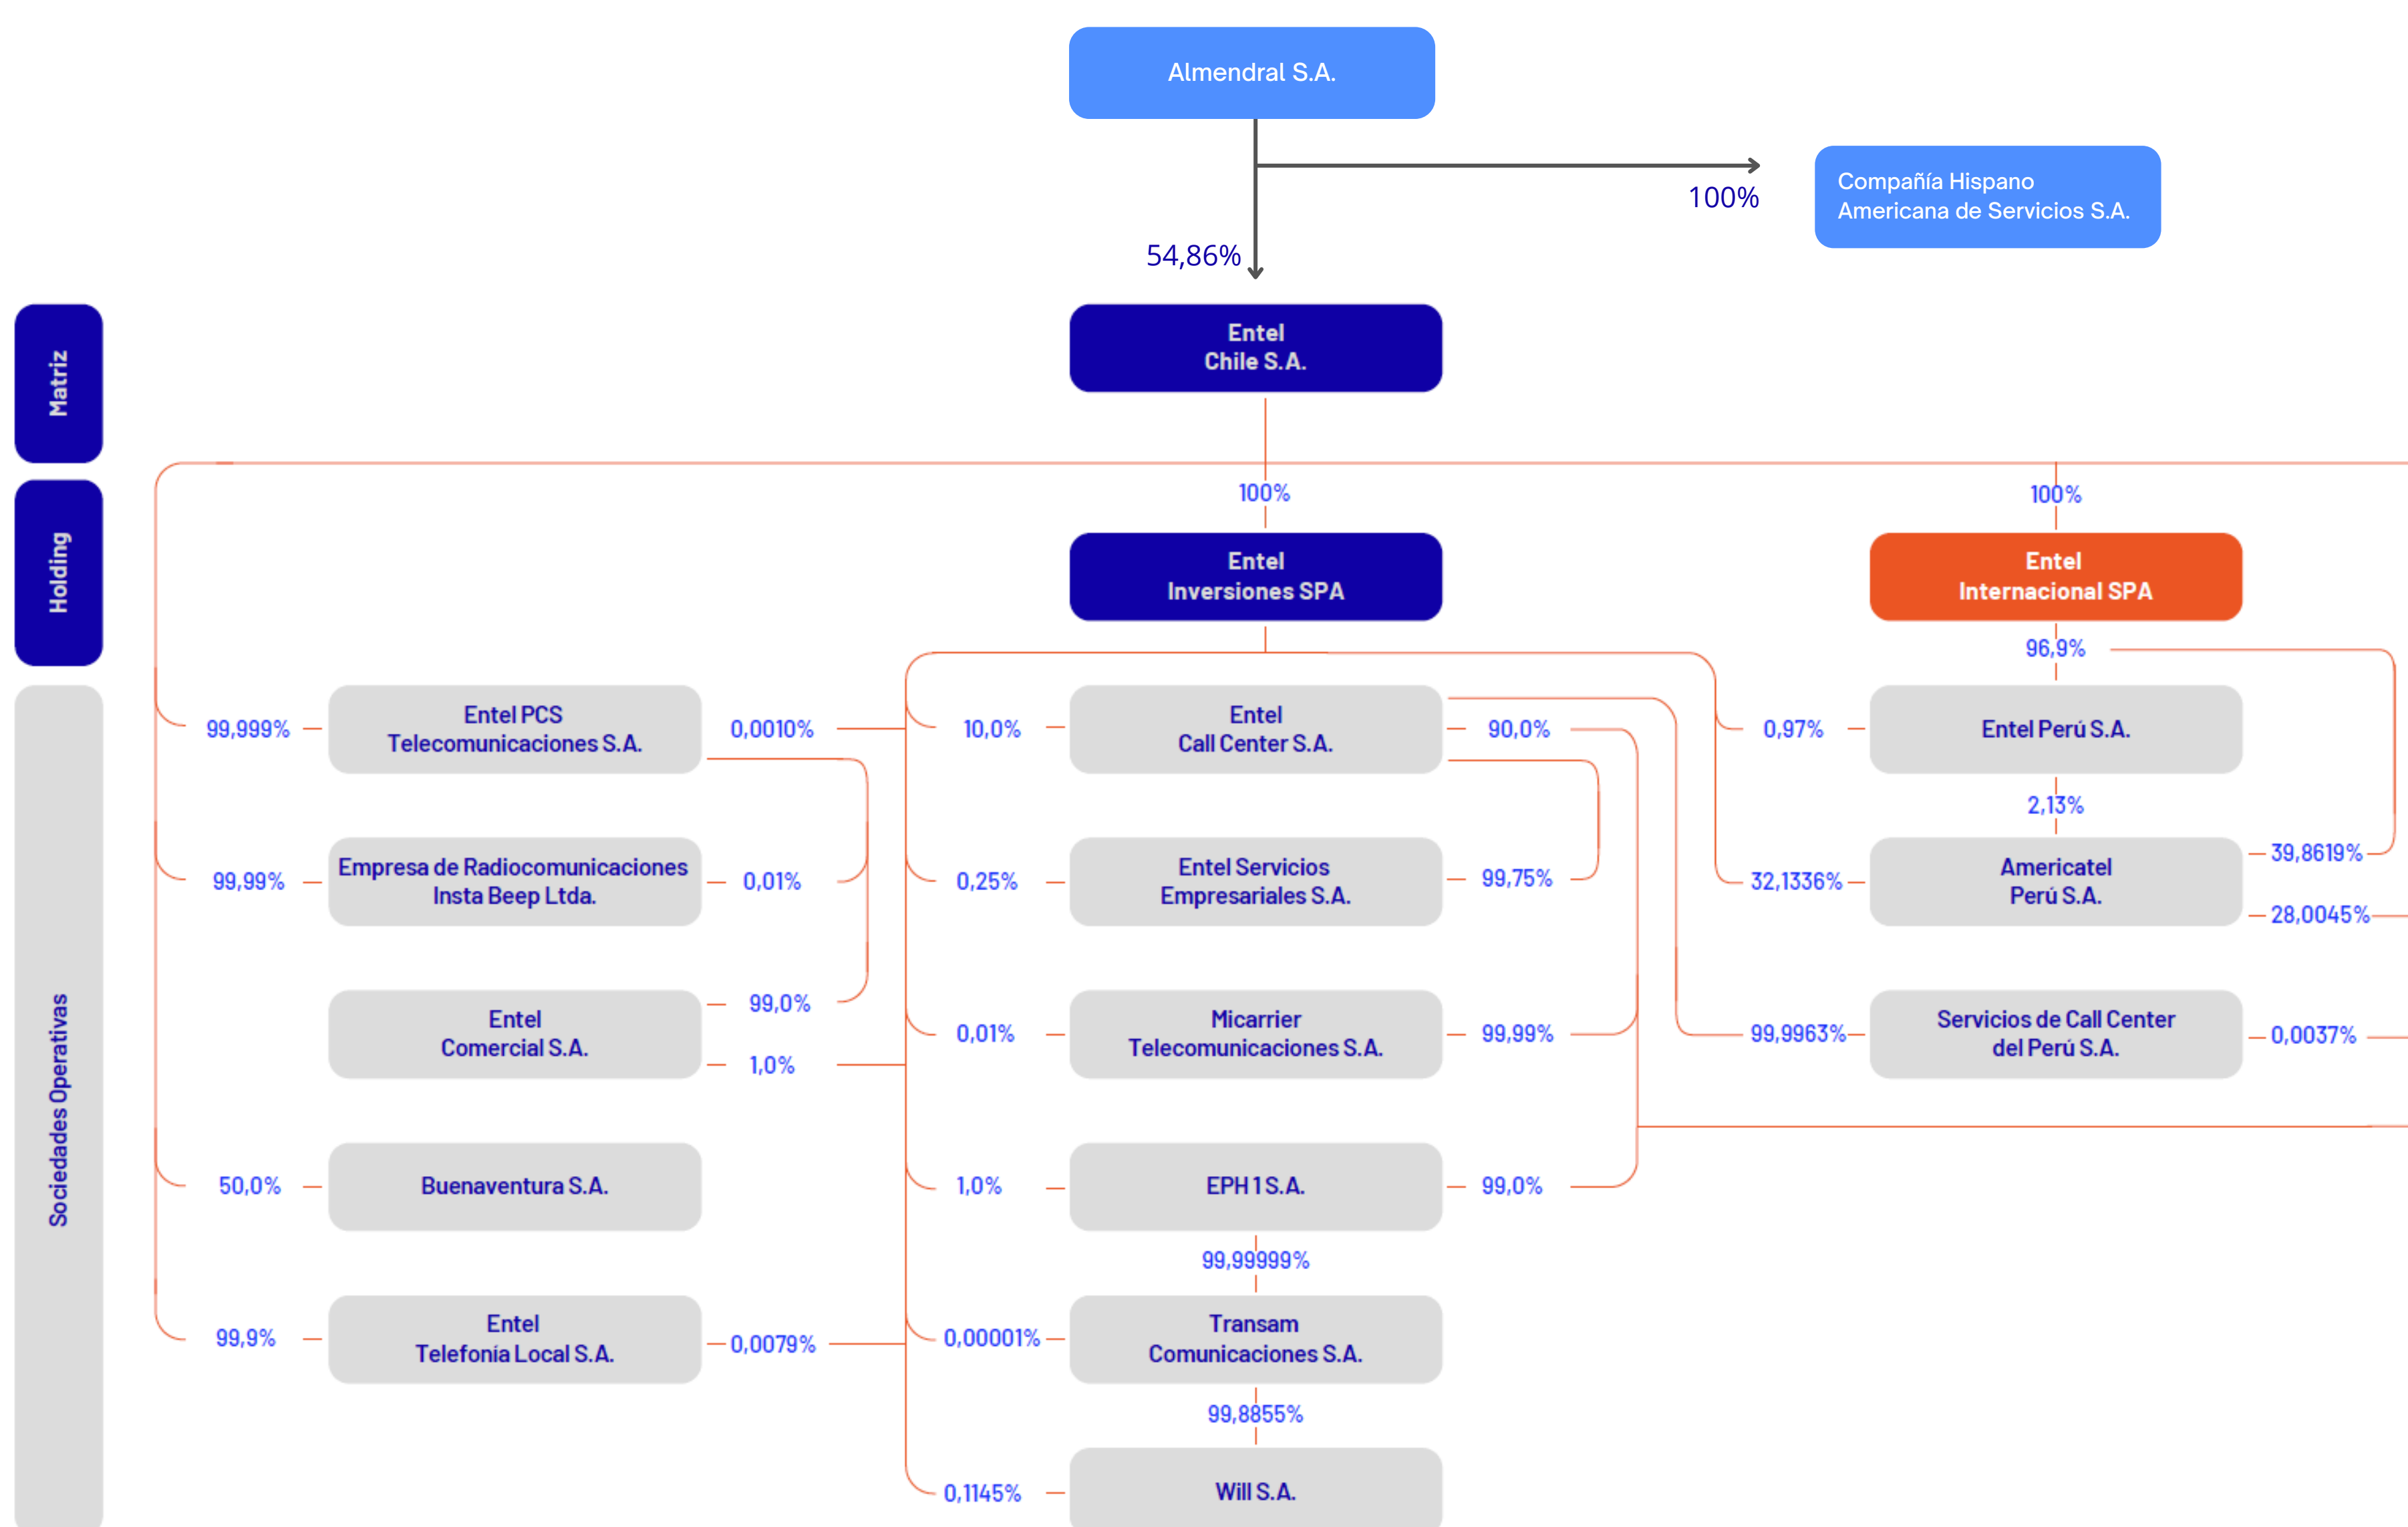 Almendral S.A.
Compañía Hispano
Americana de Servicios S.A.
100%
54,86%
Matriz
Entel
Chile S.A.
Holding
100%
100%
Entel
Inversiones SPA
Entel
Internacional SPA
96,9%
Sociedades Operativas
99,999%
Entel PCS
Telecomunicaciones S.A.
0,0010%
10,0%
Entel
Call Center S.A.
90,0%
0,97%
Entel Perú S.A.
2,13%
99,99%
Empresa de Radiocomunicaciones
Insta Beep Ltda.
0,01%
0,25%
Entel Servicios
Empresariales S.A.
99,75%
32,1336%
Americatel
Perú S.A.
39,8619%
28,0045%
Entel
Comercial S.A.
99,0%
1,0%
0,01%
Micarrier
Telecomunicaciones S.A.
99,99%
99,9963%
Servicios de Call Center
del Perú S.A.
0,0037%
50,0%
Buenaventura S.A.
1,0%
EPH 1 S.A.
99,0%
99,99999%
99,9%
Entel
Telefonía Local S.A.
0,0079%
0,00001%
Transam
Comunicaciones S.A.
99,8855%
0,1145%
Will S.A.